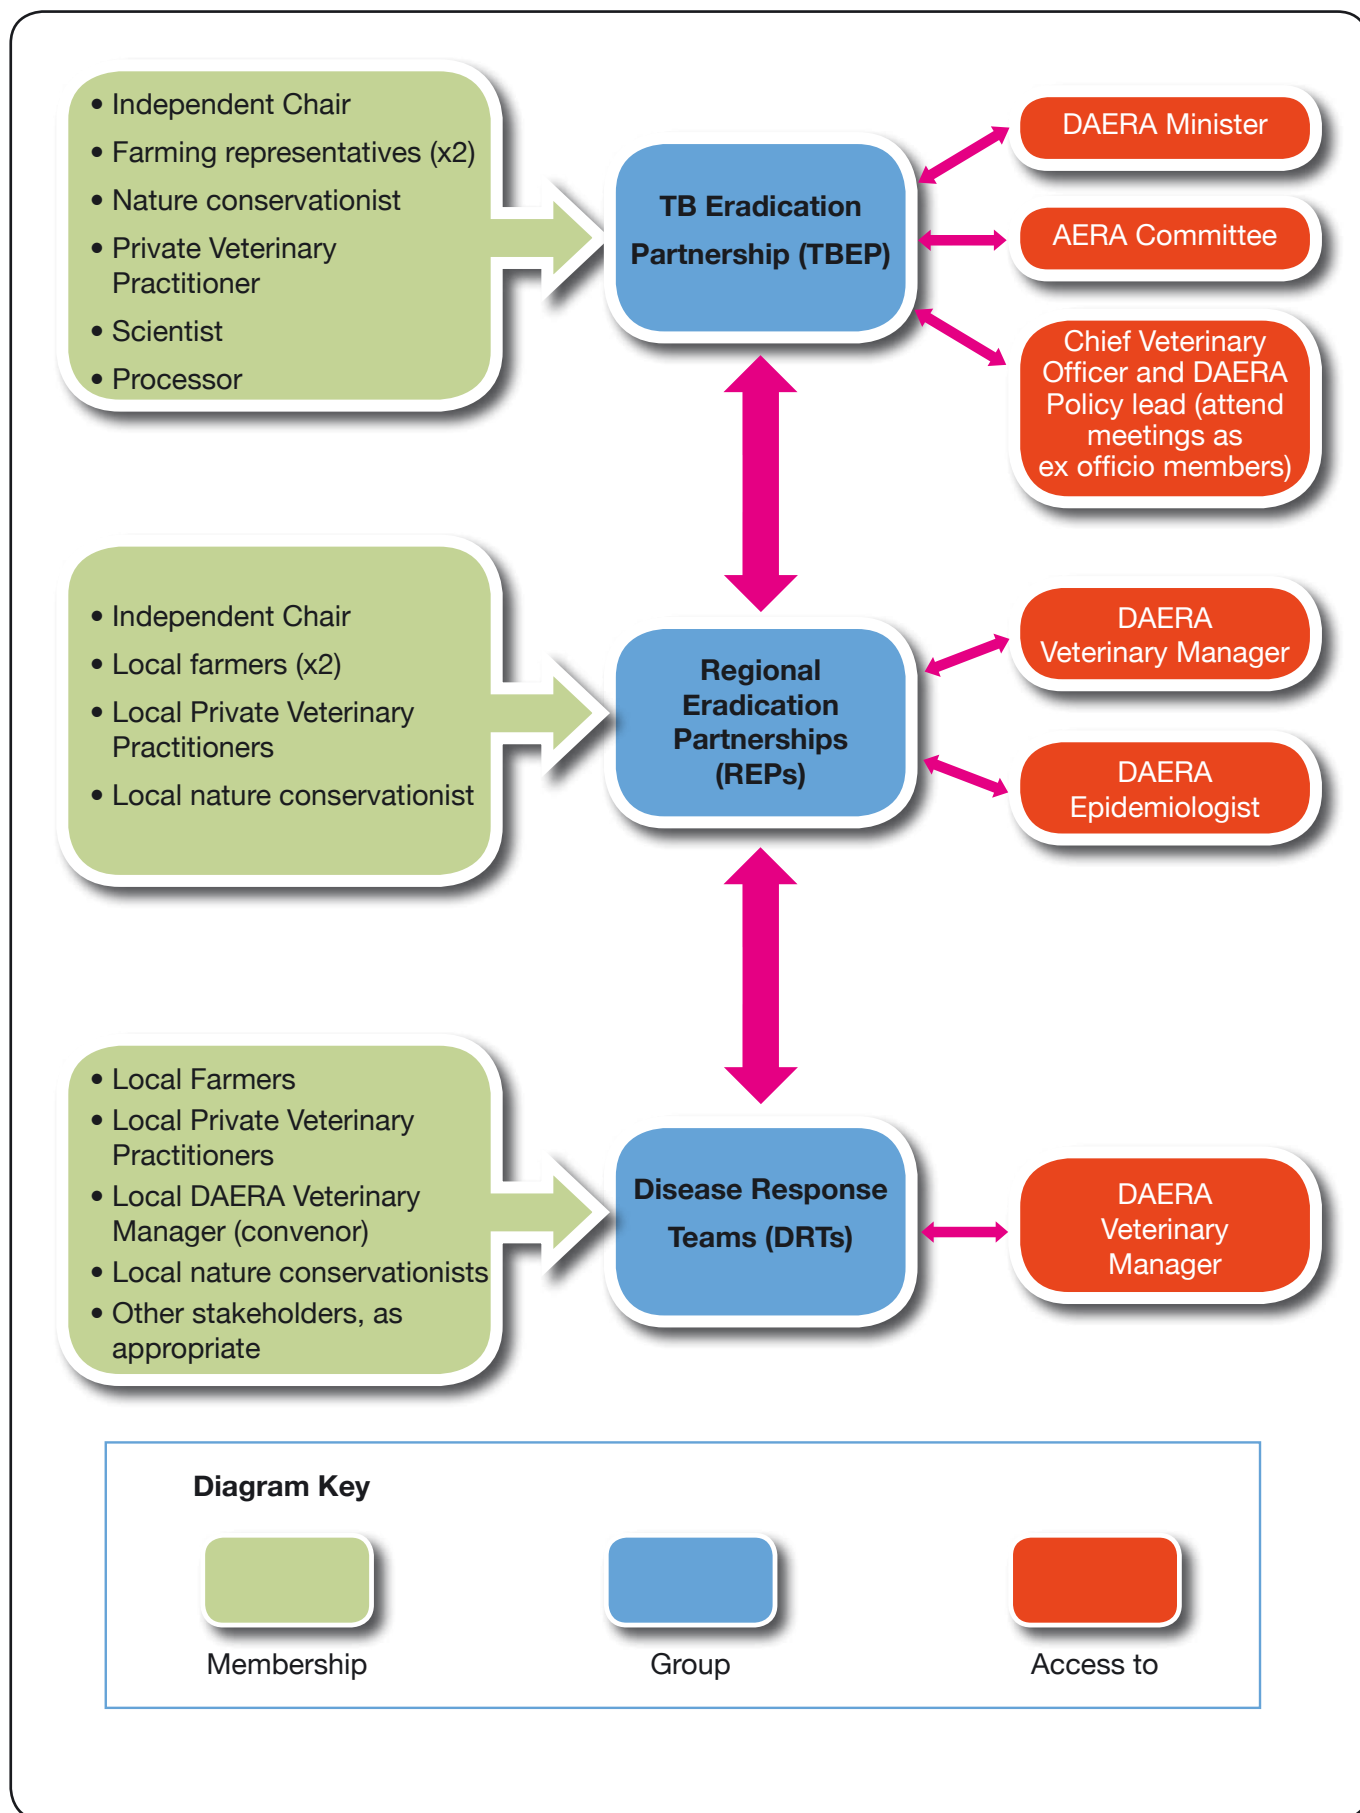 • Independent Chair
• Farming representatives (x2)
• Nature conservationist
• Private Veterinary
Practitioner
• Scientist
• Processor
TB Eradication
Partnership (TBEP)
DAERA Minister
AERA Committee
Chief Veterinary
Officer and DAERA
Policy lead (attend
meetings as
ex officio members)
• Independent Chair
• Local farmers (x2)
• Local Private Veterinary
Practitioners
• Local nature conservationist
Regional
Eradication
Partnerships
(REPs)
DAERA
Veterinary Manager
DAERA
Epidemiologist
• Local Farmers
• Local Private Veterinary
Practitioners
• Local DAERA Veterinary
Manager (convenor)
• Local nature conservationists
• Other stakeholders, as
appropriate
Disease Response
Teams (DRTs)
DAERA
Veterinary
Manager
Diagram Key
Membership
Group
Access to